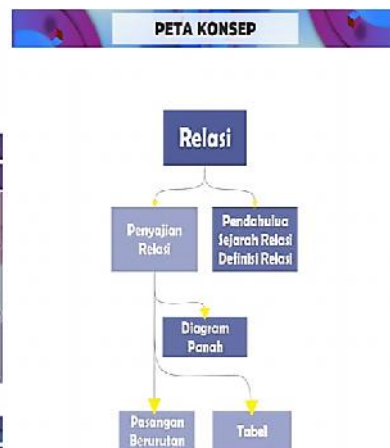 PETA KONSEP
Relasi
Penyajian
Relasi
Pendahulua
Sejarah Relasi
Definisi Relasi
Diagram
Panah
Pasangan
Berurutan
Tabel